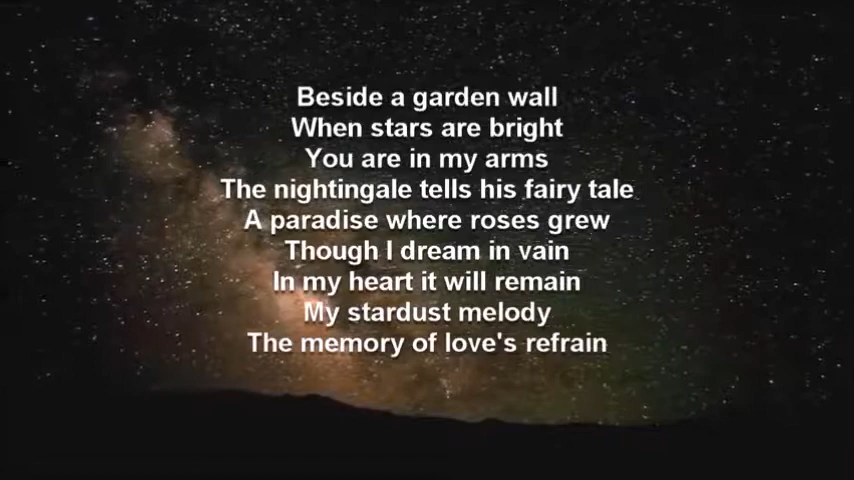 Beside a garden wall
When stars are bright
You are in my arms
The nightingale tells his fairy tale
A paradise where roses grew
Though I dream in vain
In my heart it will remain
My stardust melody
The memory of love's refrain